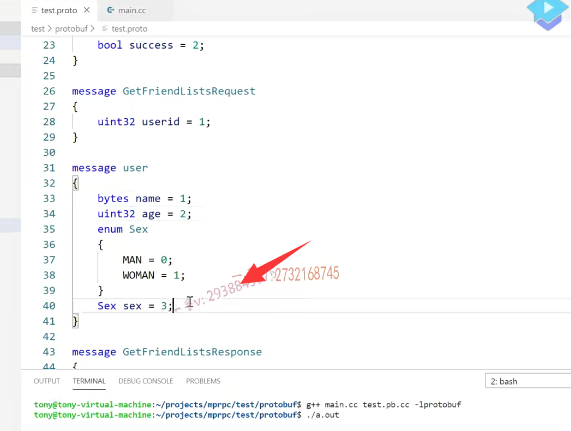 test.proto × main.cc
test > protobuf > test.proto
23 bool success = 2;
24 }
25
26 message GetFriendListsRequest
27 {
28 uint32 userid = 1;
29 }
30
31 message user
32 {
33 bytes name = 1;
34 uint32 age = 2;
35 enum Sex
36 {
37 MAN = 0;
38 WOMAN = 1;
39 }
40 Sex sex = 3;
41 }
42
43 message GetFriendListsResponse
44 {
2732168745
OUTPUT TERMINAL DEBUG CONSOLE PROBLEMS 2: bash
tony@tony-virtual-machine:~/projects/mprpc/test/protobuf$ g++ main.cc test.pb.cc -lprotobuf
tony@tony-virtual-machine:~/projects/mprpc/test/protobuf$ ./a.out